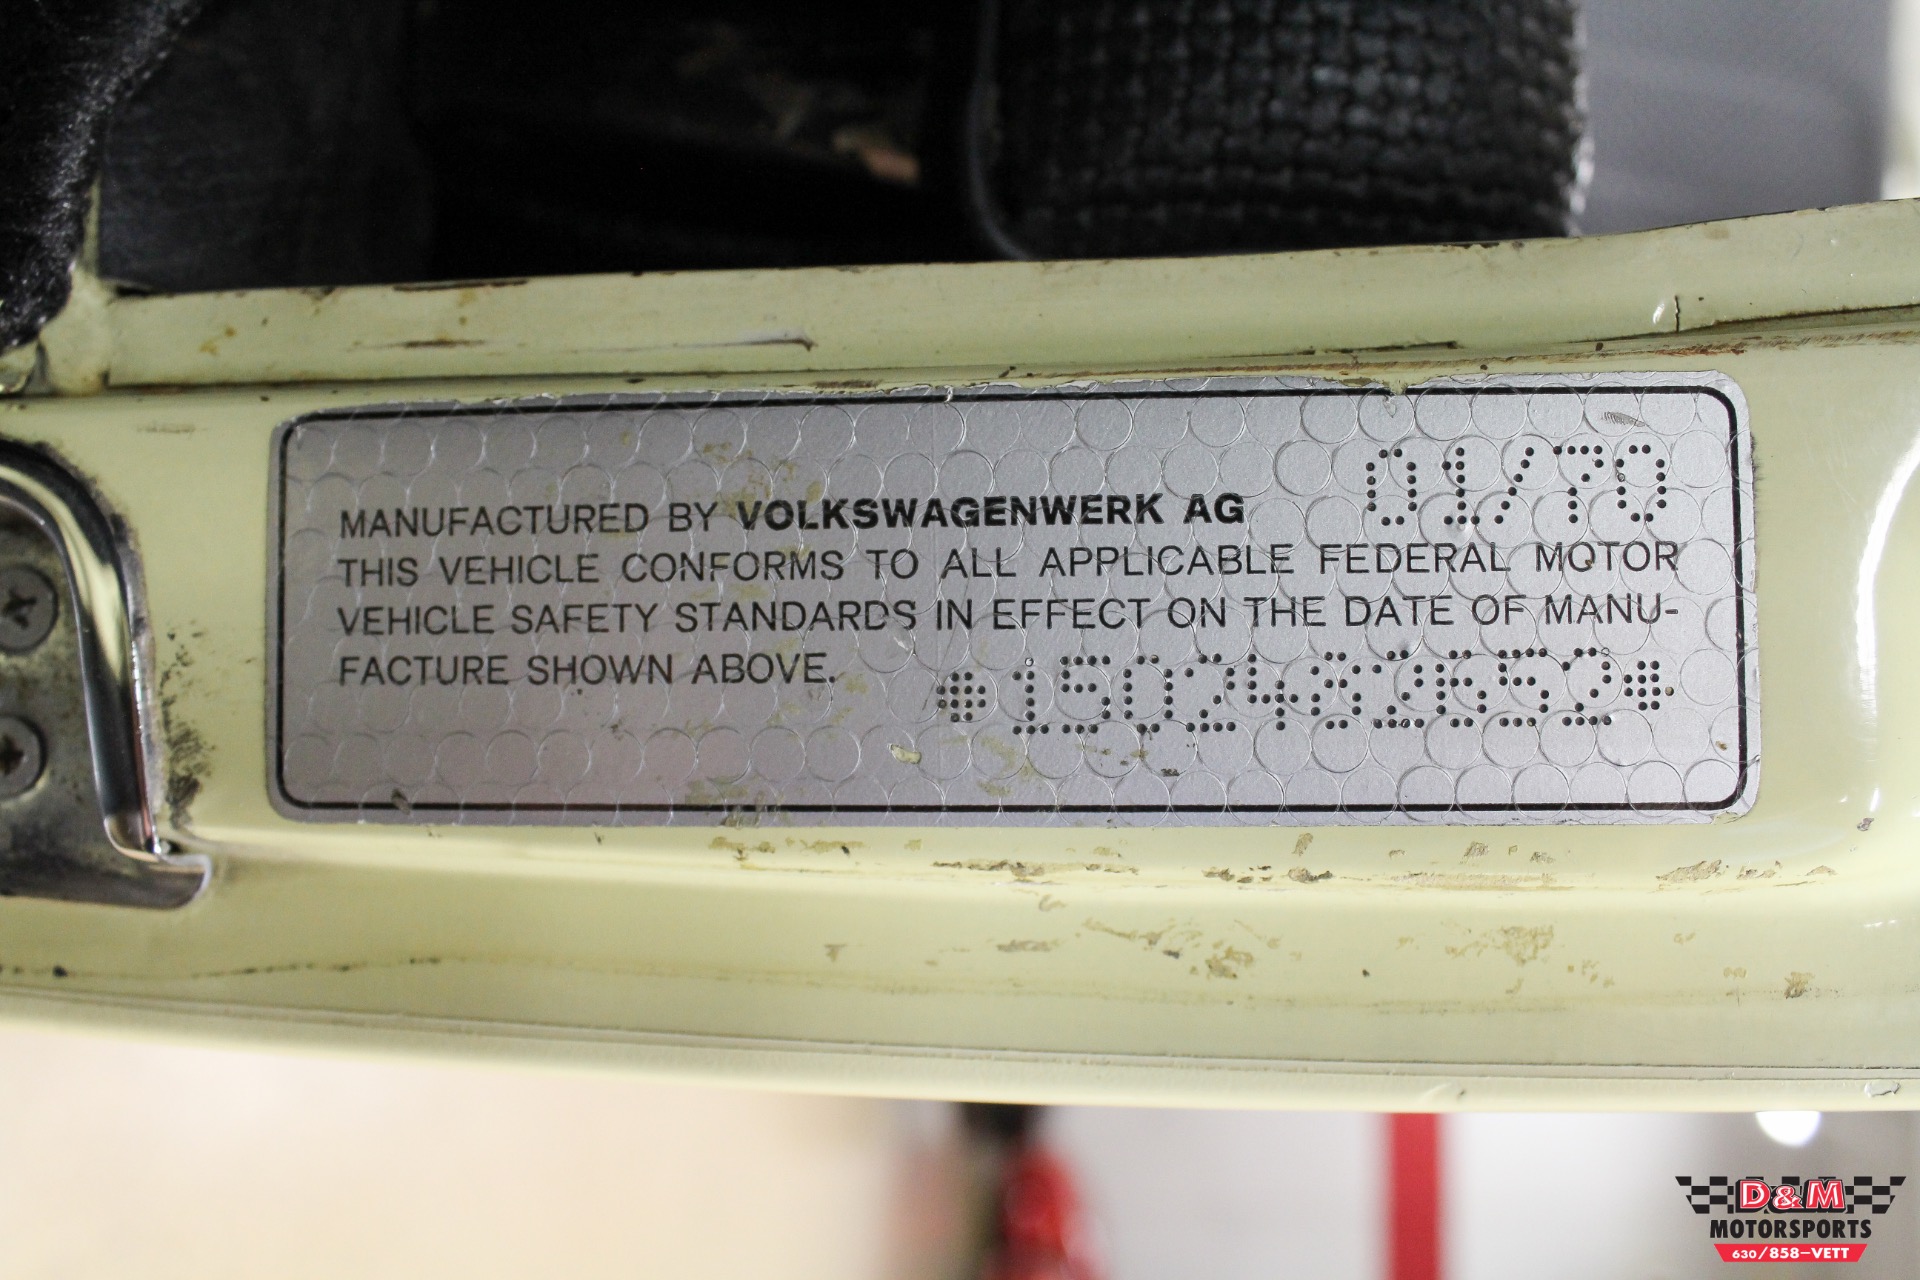 01/70
MANUFACTURED BY VOLKSWAGENWERK AG
THIS VEHICLE CONFORMS TO ALL APPLICABLE FEDERAL MOTOR
VEHICLE SAFETY STANDARDS IN EFFECT ON THE DATE OF MANU-
FACTURE SHOWN ABOVE.
D&M
MOTORSPORTS
630/858-VETT